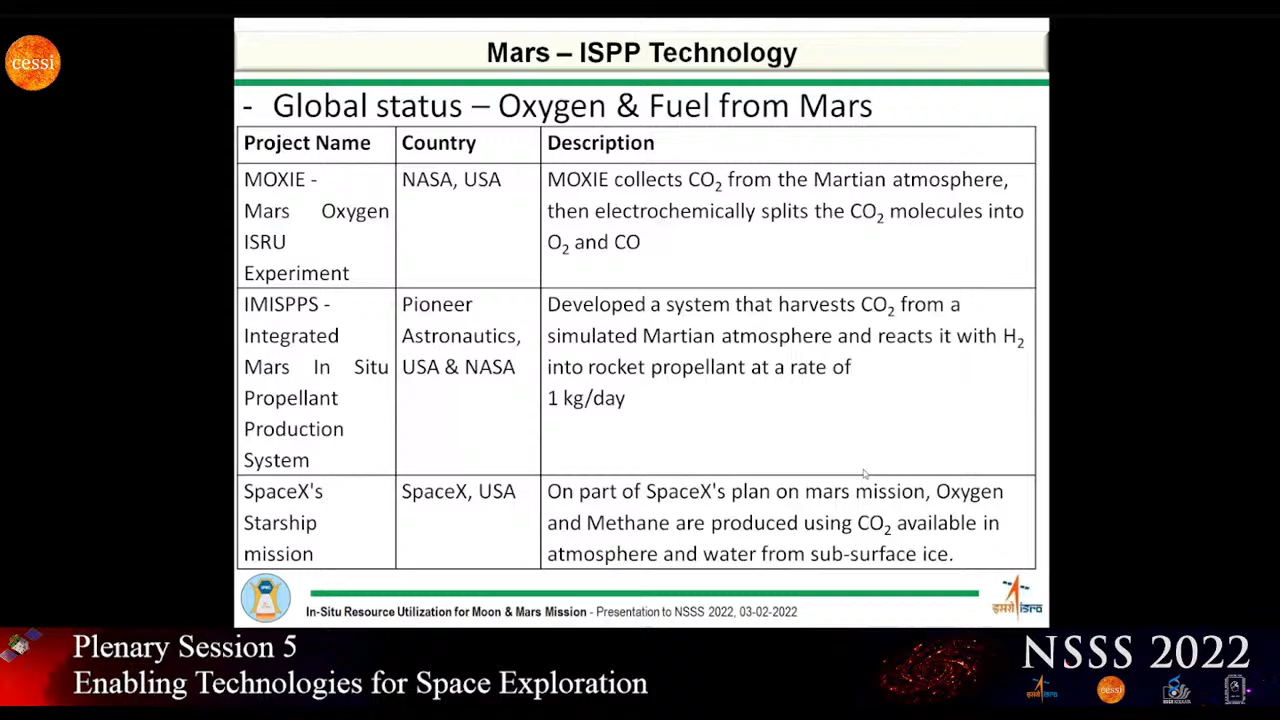 cessi
Mars – ISPP Technology
- Global status – Oxygen & Fuel from Mars
Project Name Country Description
MOXIE -
Mars Oxygen
ISRU
Experiment
NASA, USA
MOXIE collects CO₂ from the Martian atmosphere,
then electrochemically splits the CO₂ molecules into
O₂ and CO
IMISPPS -
Integrated
Mars In Situ
Propellant
Production
System
Pioneer
Astronautics,
USA & NASA
Developed a system that harvests CO₂ from a
simulated Martian atmosphere and reacts it with H₂
into rocket propellant at a rate of
1 kg/day
SpaceX's
Starship
mission
SpaceX, USA
On part of SpaceX's plan on mars mission, Oxygen
and Methane are produced using CO₂ available in
atmosphere and water from sub-surface ice.
In-Situ Resource Utilization for Moon & Mars Mission - Presentation to NSSS 2022, 03-02-2022
इसरो isro
Plenary Session 5
Enabling Technologies for Space Exploration
NSSS 2022